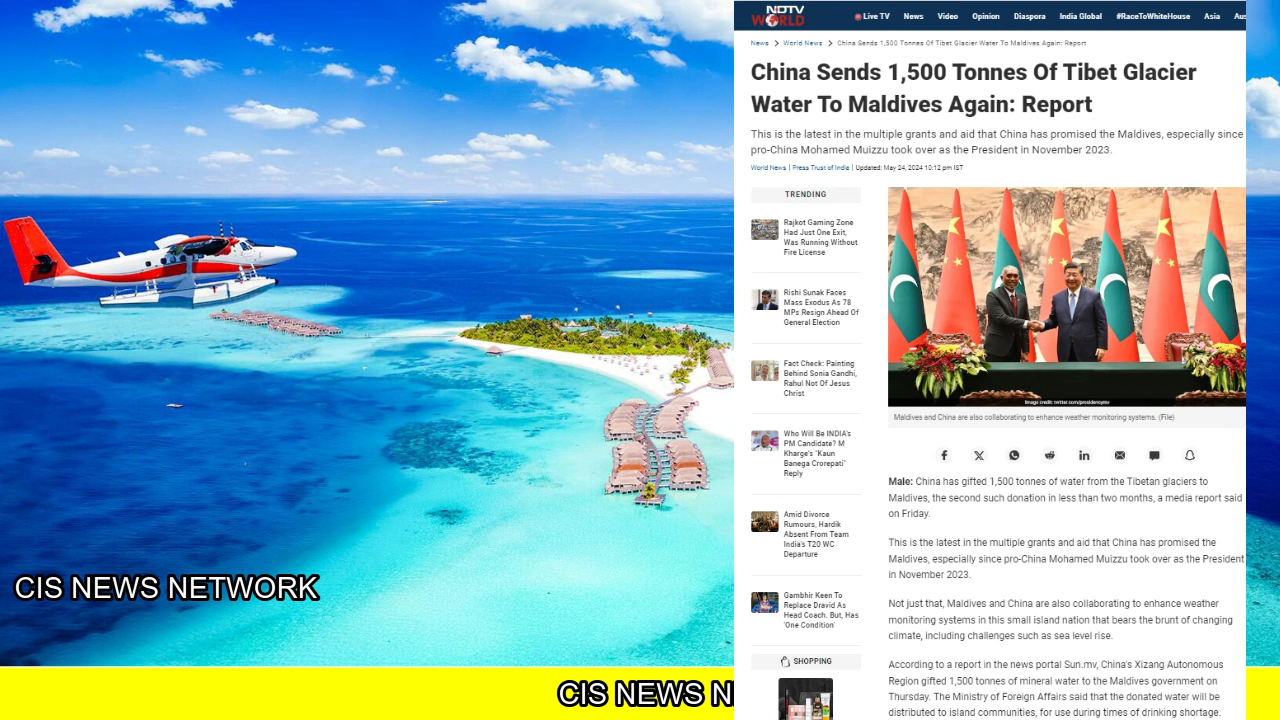 NDTV
WORLD
Live TV News Video Opinion Diaspora India Global #RaceToWhiteHouse Asia Aus
News World News China Sends 1,500 Tonnes Of Tibet Glacier Water To Maldives Again: Report
China Sends 1,500 Tonnes Of Tibet Glacier
Water To Maldives Again: Report
This is the latest in the multiple grants and aid that China has promised the Maldives, especially since
pro-China Mohamed Muizzu took over as the President in November 2023.
World News | Press Trust of India | Updated: May 24, 2024 10:12 pm IST
TRENDING
Rajkot Gaming Zone
Had Just One Exit,
Was Running Without
Fire License
Rishi Sunak Faces
Mass Exodus As 78
MPs Resign Ahead Of
General Election
Fact Check: Painting
Behind Sonia Gandhi,
Rahul Not Of Jesus
Christ
Who Will Be INDIA's
PM Candidate? M
Kharge's "Kaun
Banega Crorepati"
Reply
Amid Divorce
Rumours, Hardik
Absent From Team
India's T20 WC
Departure
Gambhir Keen To
Replace Dravid As
Head Coach. But, Has
'One Condition'
SHOPPING
Image credit: twitter.com/presidencymv
Maldives and China are also collaborating to enhance weather monitoring systems. (File)
Male: China has gifted 1,500 tonnes of water from the Tibetan glaciers to
Maldives, the second such donation in less than two months, a media report said
on Friday.
This is the latest in the multiple grants and aid that China has promised the
Maldives, especially since pro-China Mohamed Muizzu took over as the President
in November 2023.
Not just that, Maldives and China are also collaborating to enhance weather
monitoring systems in this small island nation that bears the brunt of changing
climate, including challenges such as sea level rise.
According to a report in the news portal Sun.mv, China's Xizang Autonomous
Region gifted 1,500 tonnes of mineral water to the Maldives government on
Thursday. The Ministry of Foreign Affairs said that the donated water will be
distributed to island communities, for use during times of drinking shortage.
CIS NEWS NETWORK
CIS NEWS N